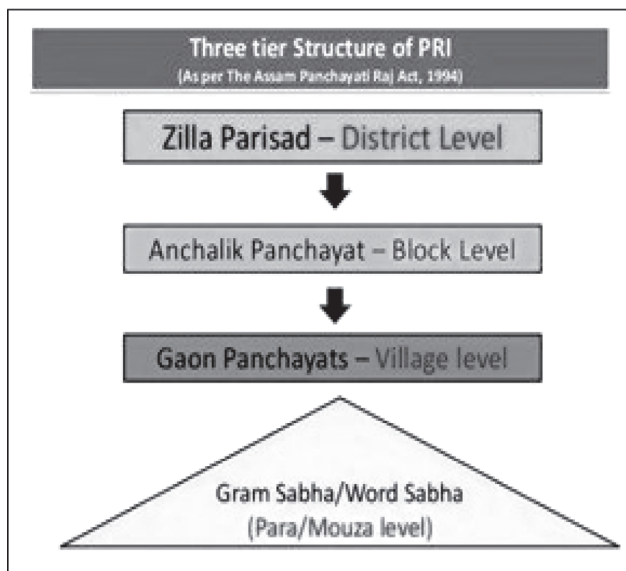 Three tier Structure of PRI
(As per The Assam Panchayati Raj Act, 1994)
Zilla Parisad – District Level
Anchalik Panchayat – Block Level
Gaon Panchayats – Village level
Gram Sabha/Word Sabha
(Para/Mouza level)